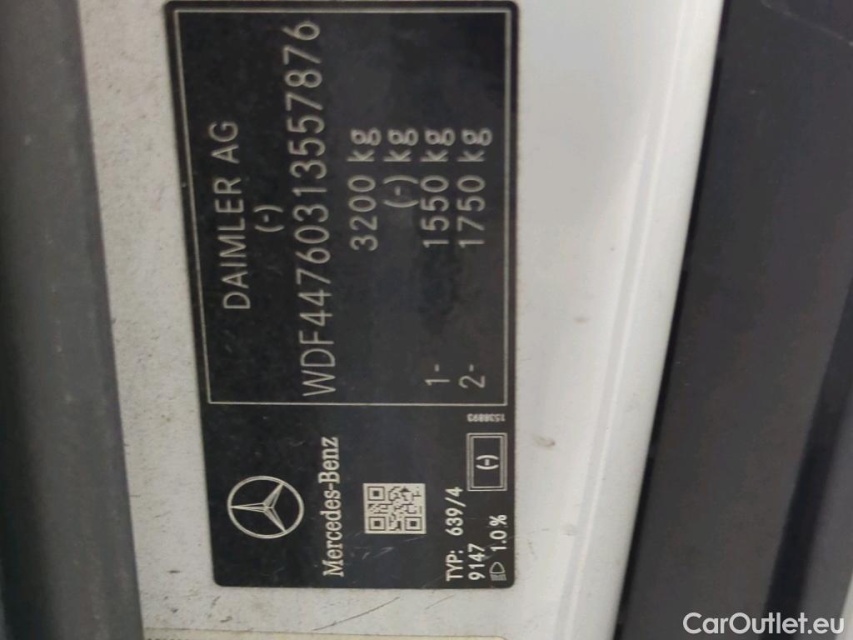 DAIMLER AG
(-)
WDF44760313557876
3200 kg
(-) kg
1- 1550 kg
2- 1750 kg
Mercedes-Benz
TYP: 639/4
9147
1.0 %
(-)
1538893
CarOutlet.eu